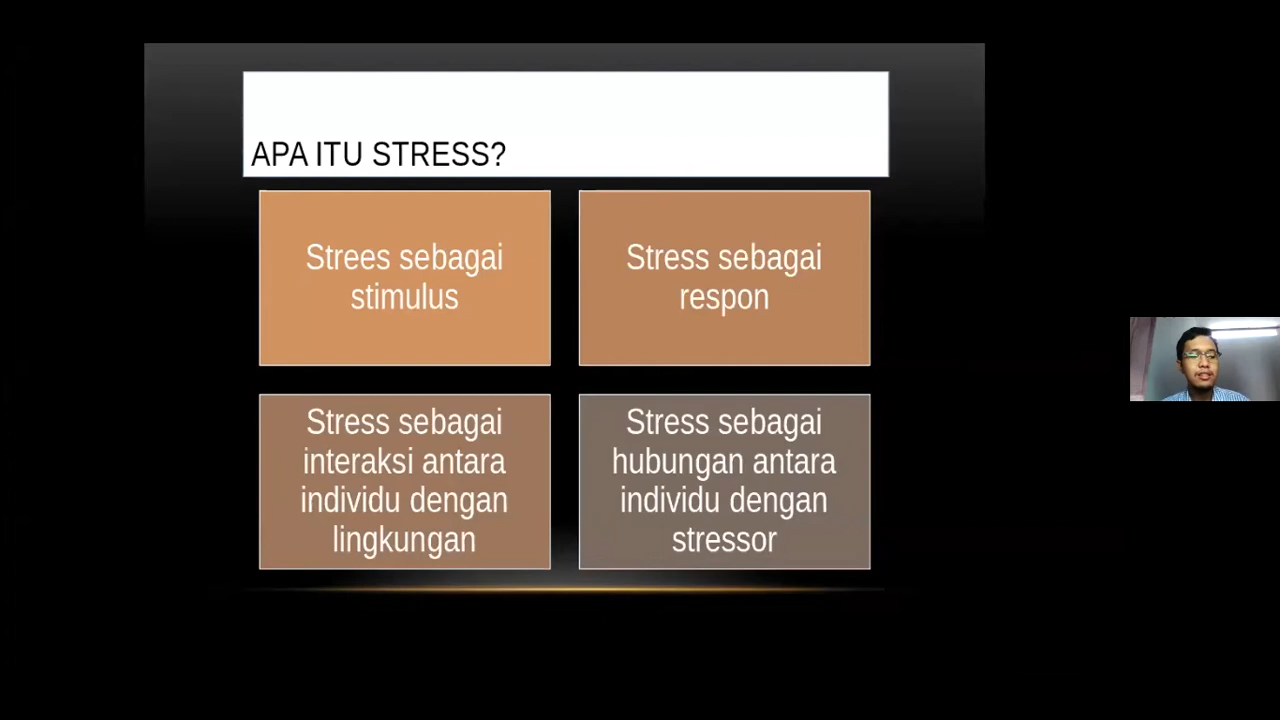 APA ITU STRESS?
Strees sebagai
stimulus
Stress sebagai
respon
Stress sebagai
interaksi antara
individu dengan
lingkungan
Stress sebagai
hubungan antara
individu dengan
stressor